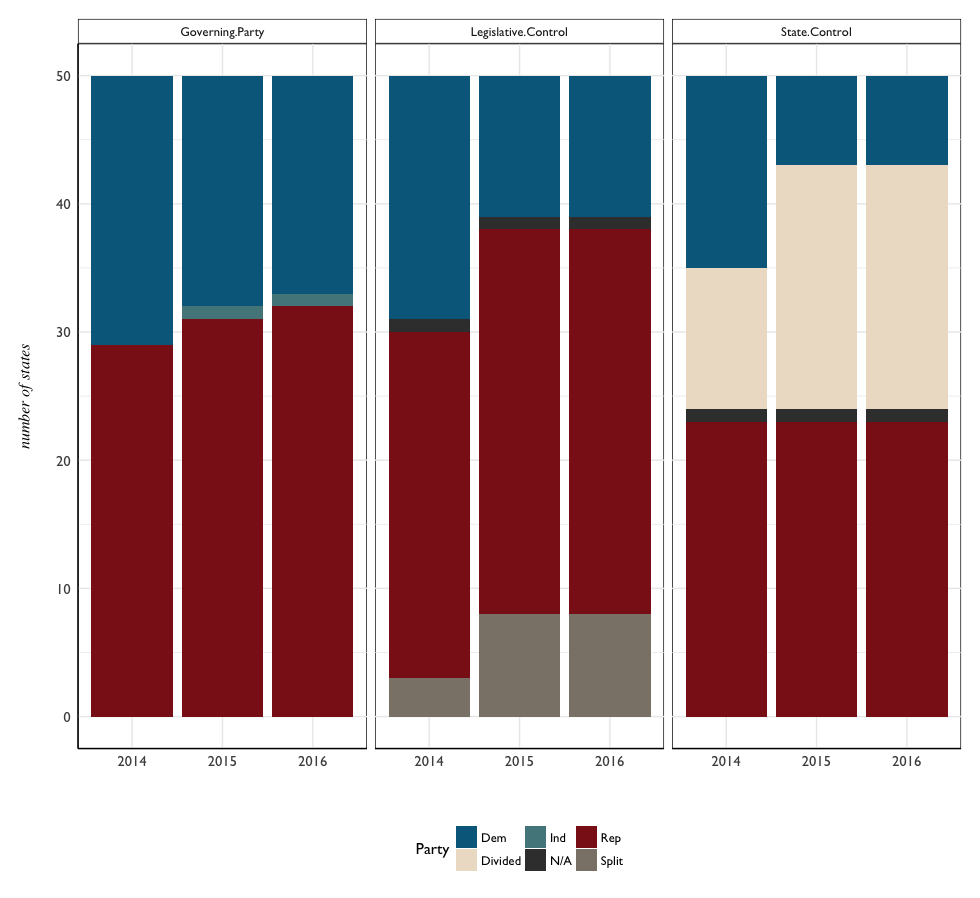 Governing.Party Legislative.Control State.Control
50
40
30
20
10
0
number of states
2014 2015 2016 2014 2015 2016 2014 2015 2016
Party
Dem Ind Rep
Divided N/A Split